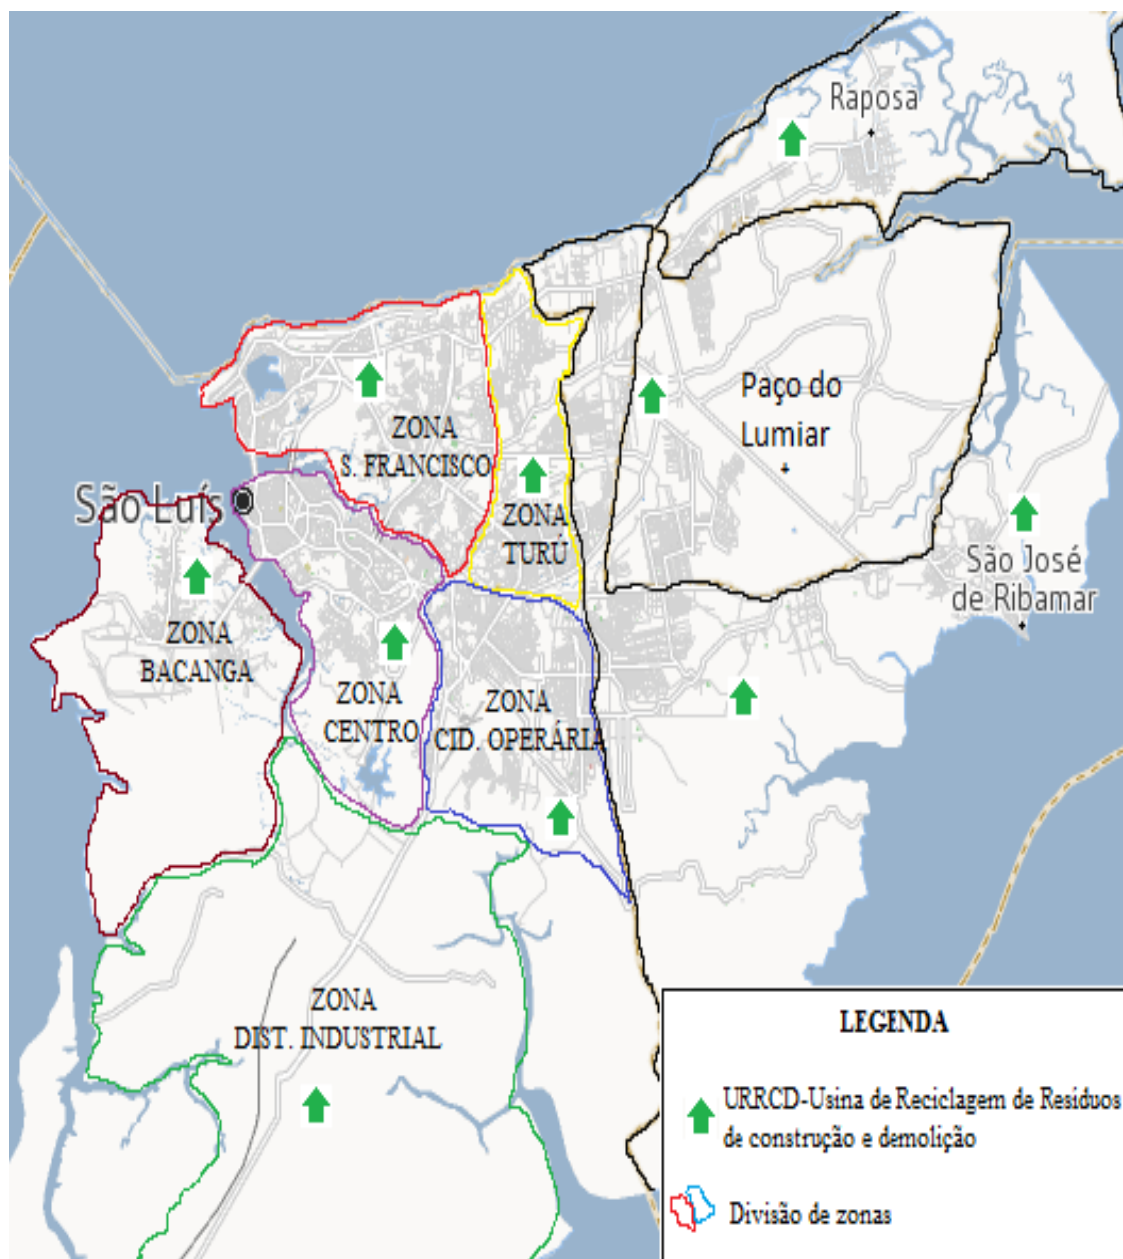 Raposa
Paço do
Lumiar
ZONA
S. FRANCISCO
São Luís
ZONA
TURÚ
São José
de Ribamar
ZONA
BACANGA
ZONA
CENTRO
ZONA
CID. OPERÁRIA
ZONA
DIST. INDUSTRIAL
LEGENDA
URRCD-Usina de Reciclagem de Resíduos
de construção e demolição
Divisão de zonas